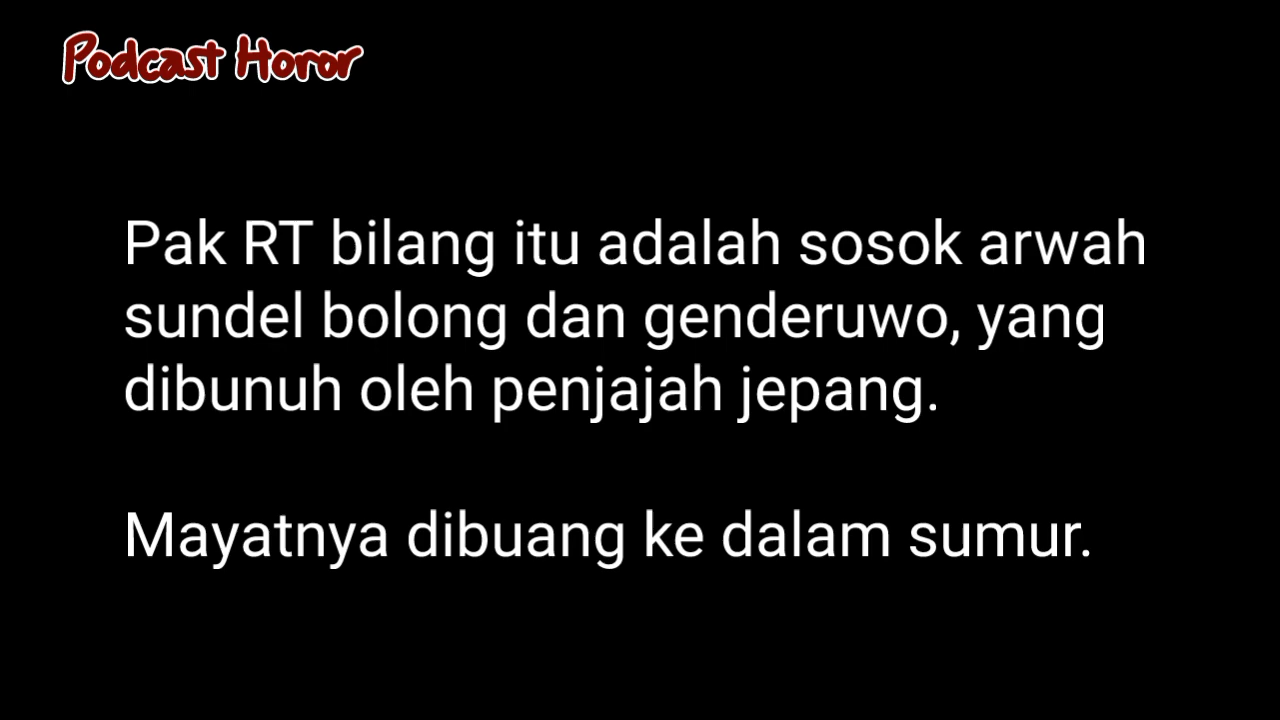 Podcast Horor
Pak RT bilang itu adalah sosok arwah
sundel bolong dan genderuwo, yang
dibunuh oleh penjajah jepang.
Mayatnya dibuang ke dalam sumur.